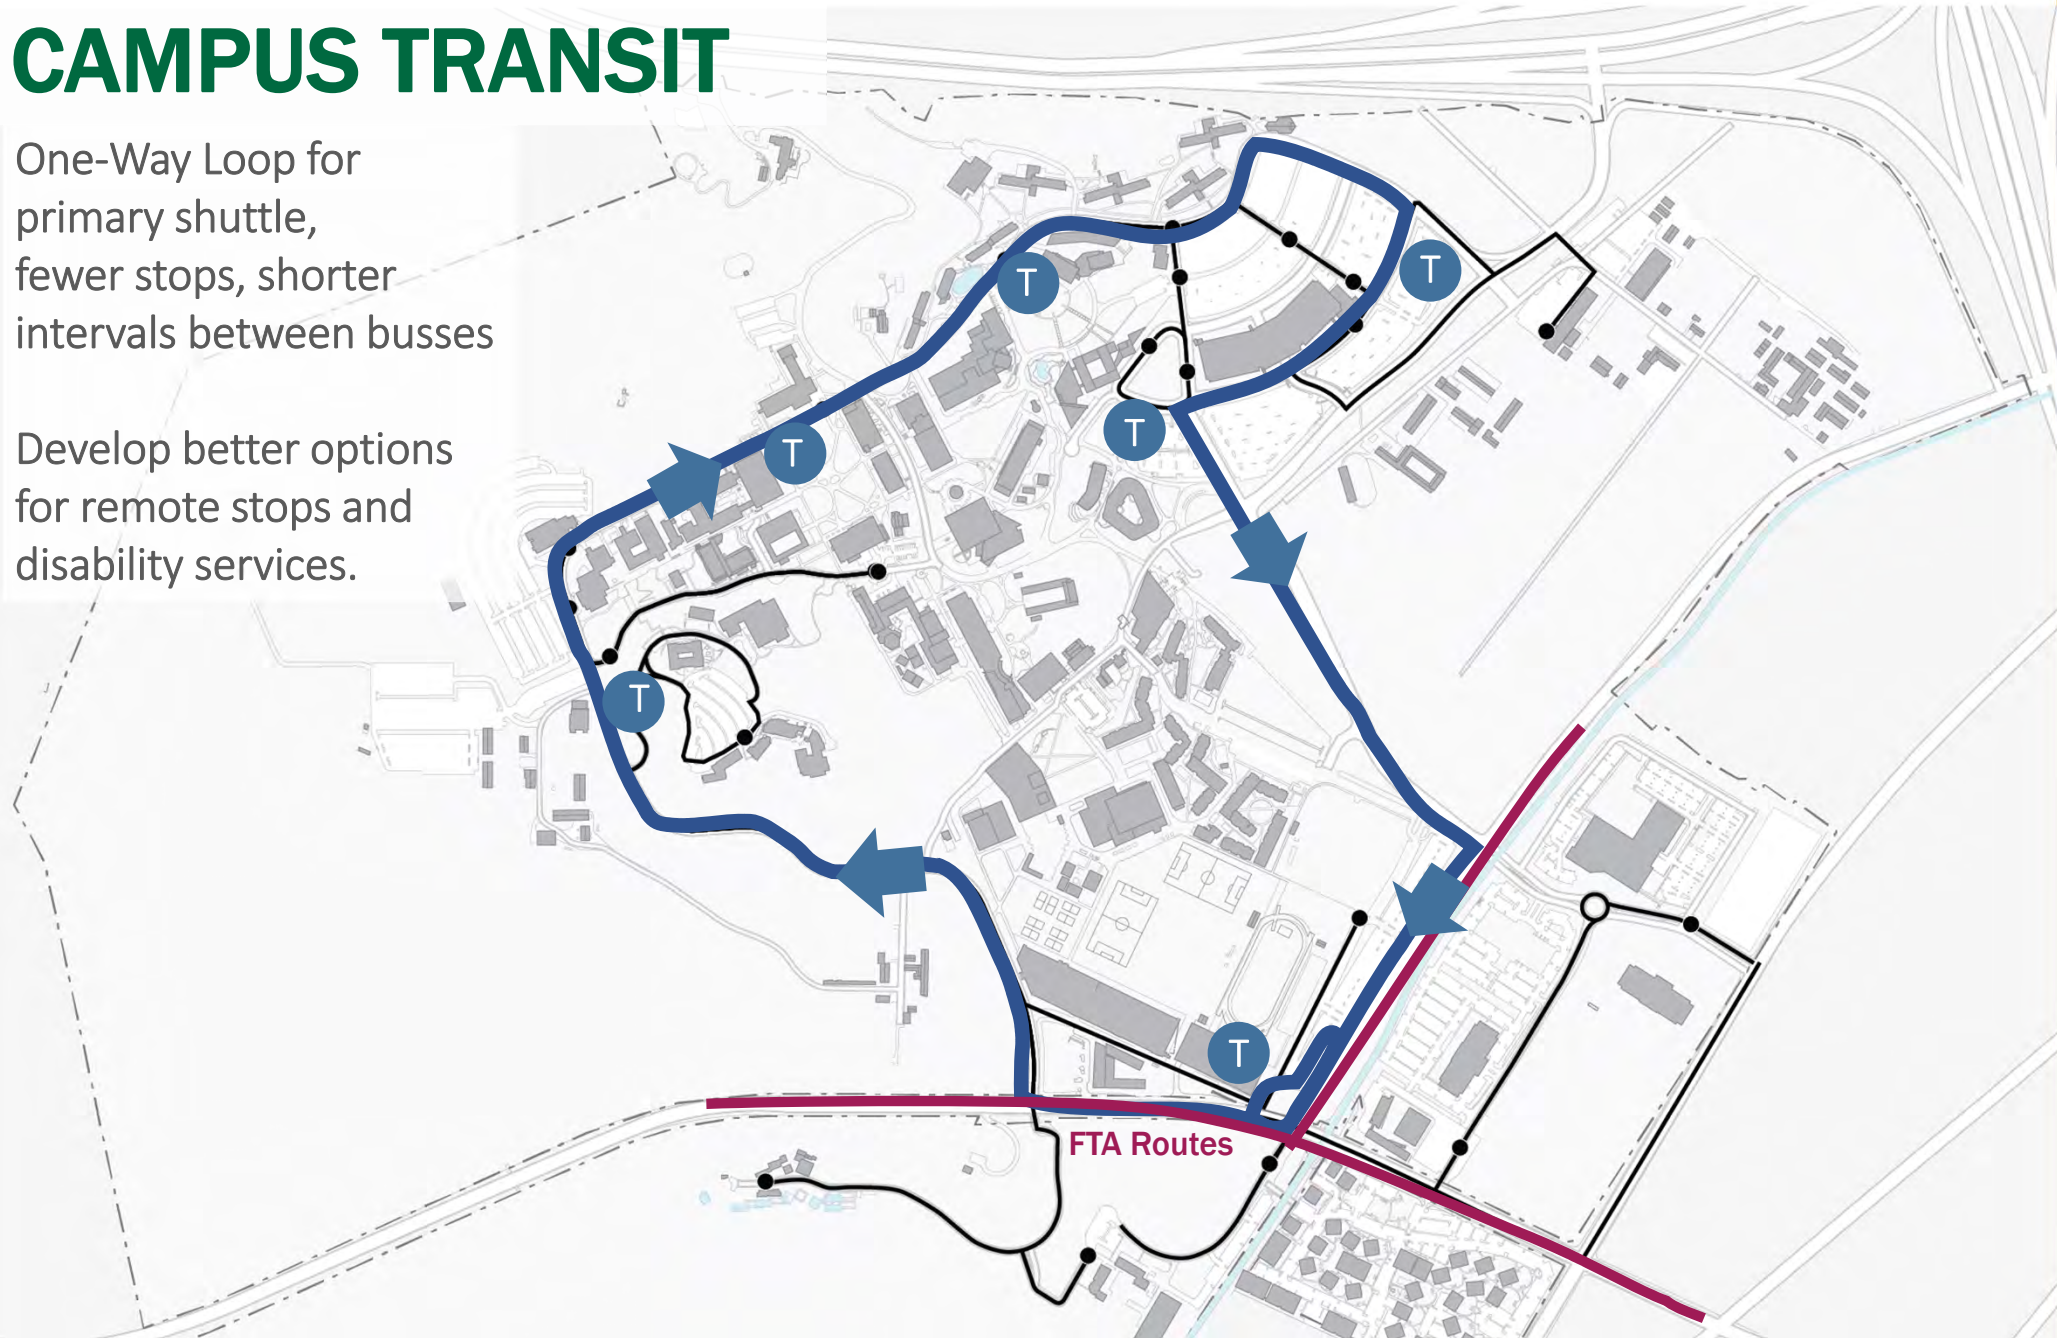 CAMPUS TRANSIT
One-Way Loop for
primary shuttle,
fewer stops, shorter
intervals between busses
Develop better options
for remote stops and
disability services.
T
T
T
T
T
T
FTA Routes